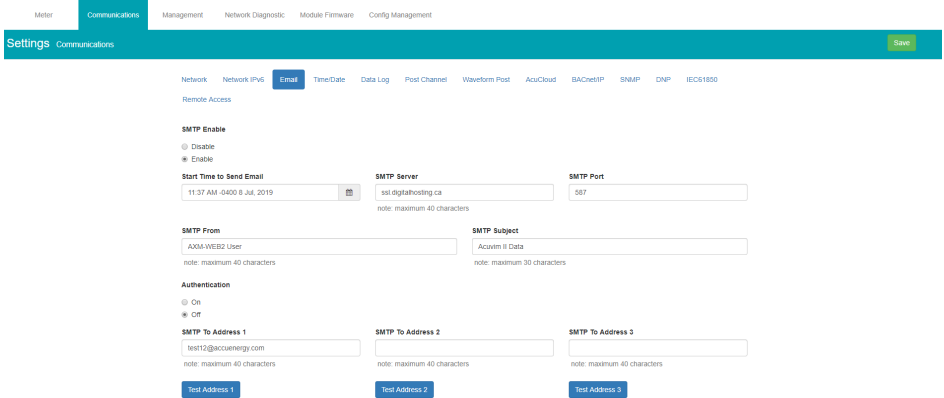 Meter Communications Management Network Diagnostic Module Firmware Config Management
Settings Communications Save
Network Network IPv6 Email Time/Date Data Log Post Channel Waveform Post AcuCloud BACnet/IP SNMP DNP IEC61850
Remote Access
SMTP Enable
Disable
Enable
Start Time to Send Email SMTP Server SMTP Port
11:37 AM -0400 8 Jul, 2019 ssl.digitalhosting.ca 587
note: maximum 40 characters
SMTP From SMTP Subject
AXM-WEB2 User Acuvim II Data
note: maximum 40 characters note: maximum 30 characters
Authentication
On
Off
SMTP To Address 1 SMTP To Address 2 SMTP To Address 3
test12@accuenergy.com
note: maximum 40 characters note: maximum 40 characters note: maximum 40 characters
Test Address 1 Test Address 2 Test Address 3